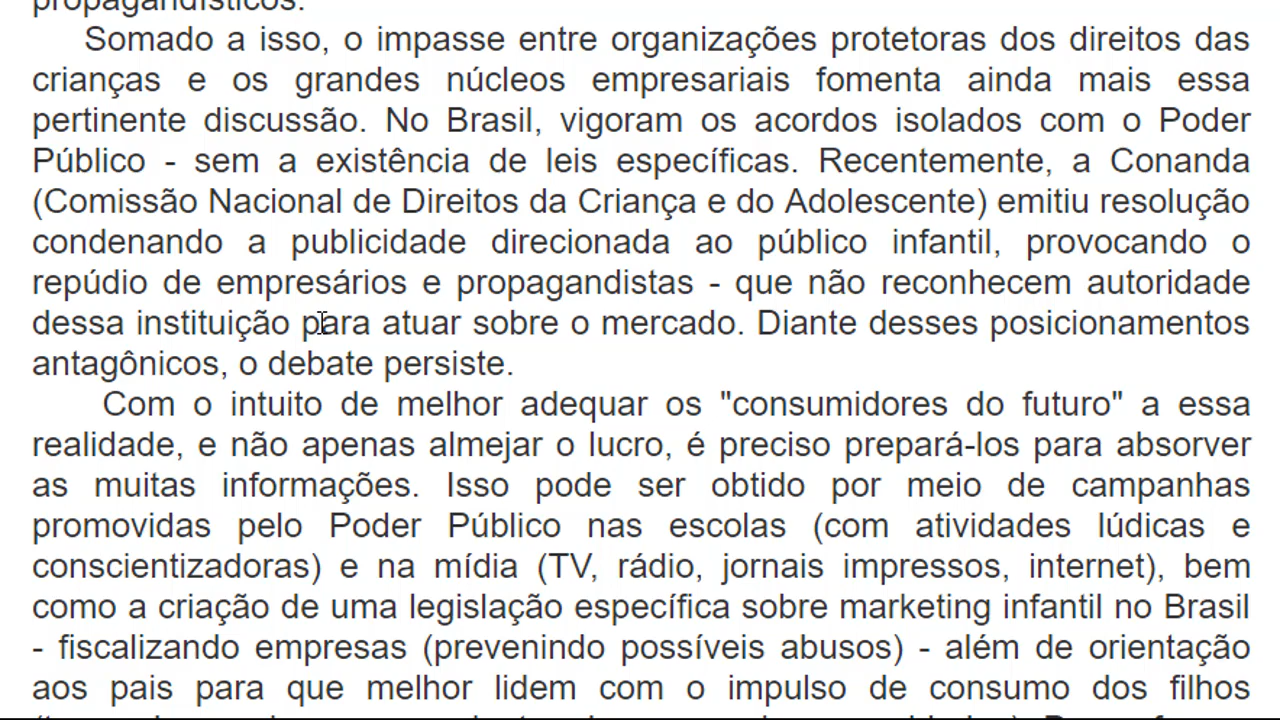 propagandísticos.
Somado a isso, o impasse entre organizações protetoras dos direitos das
crianças e os grandes núcleos empresariais fomenta ainda mais essa
pertinente discussão. No Brasil, vigoram os acordos isolados com o Poder
Público - sem a existência de leis específicas. Recentemente, a Conanda
(Comissão Nacional de Direitos da Criança e do Adolescente) emitiu resolução
condenando a publicidade direcionada ao público infantil, provocando o
repúdio de empresários e propagandistas - que não reconhecem autoridade
dessa instituição para atuar sobre o mercado. Diante desses posicionamentos
antagônicos, o debate persiste.
Com o intuito de melhor adequar os "consumidores do futuro" a essa
realidade, e não apenas almejar o lucro, é preciso prepará-los para absorver
as muitas informações. Isso pode ser obtido por meio de campanhas
promovidas pelo Poder Público nas escolas (com atividades lúdicas e
conscientizadoras) e na mídia (TV, rádio, jornais impressos, internet), bem
como a criação de uma legislação específica sobre marketing infantil no Brasil
- fiscalizando empresas (prevenindo possíveis abusos) - além de orientação
aos pais para que melhor lidem com o impulso de consumo dos filhos